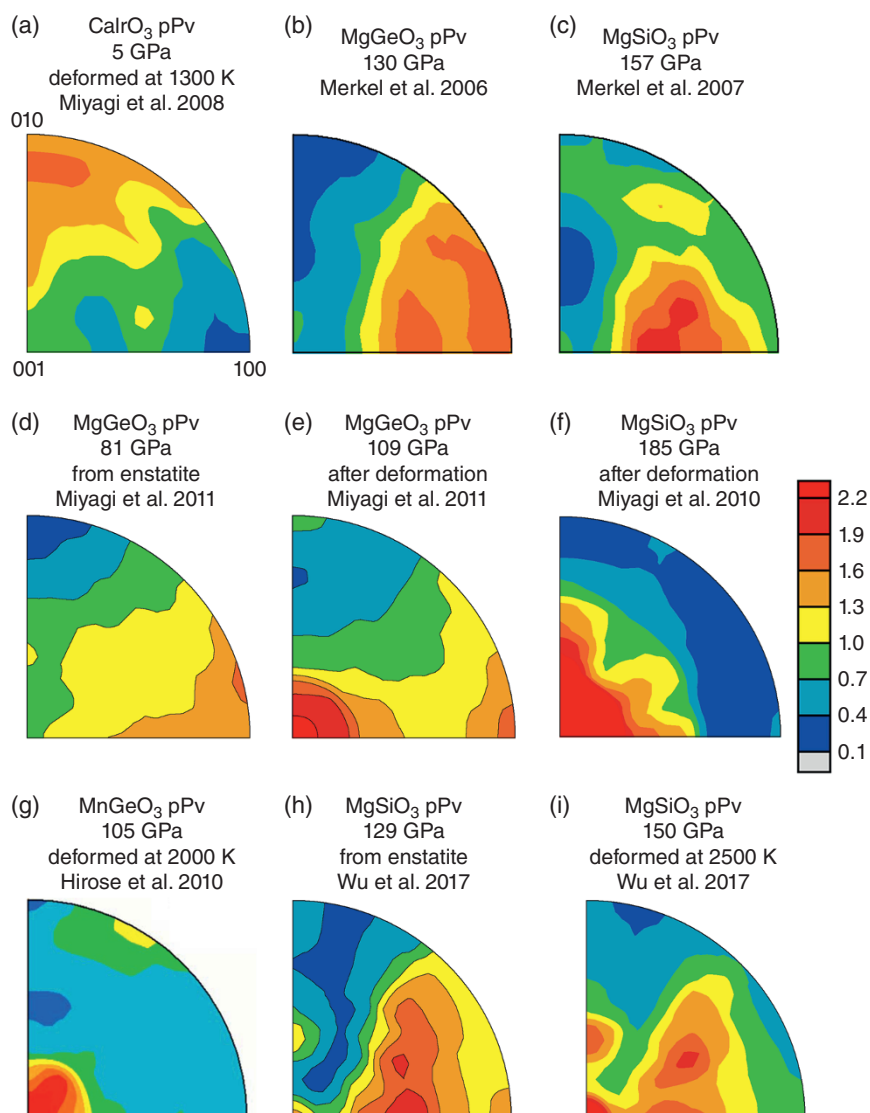 (a) CaIrO3 pPv
5 GPa
deformed at 1300 K
Miyagi et al. 2008
010
001
100
(b) MgGeO3 pPv
130 GPa
Merkel et al. 2006
(c) MgSiO3 pPv
157 GPa
Merkel et al. 2007
(d) MgGeO3 pPv
81 GPa
from enstatite
Miyagi et al. 2011
(e) MgGeO3 pPv
109 GPa
after deformation
Miyagi et al. 2011
(f) MgSiO3 pPv
185 GPa
after deformation
Miyagi et al. 2010
2.2
1.9
1.6
1.3
1.0
0.7
0.4
0.1
(g) MnGeO3 pPv
105 GPa
deformed at 2000 K
Hirose et al. 2010
(h) MgSiO3 pPv
129 GPa
from enstatite
Wu et al. 2017
(i) MgSiO3 pPv
150 GPa
deformed at 2500 K
Wu et al. 2017